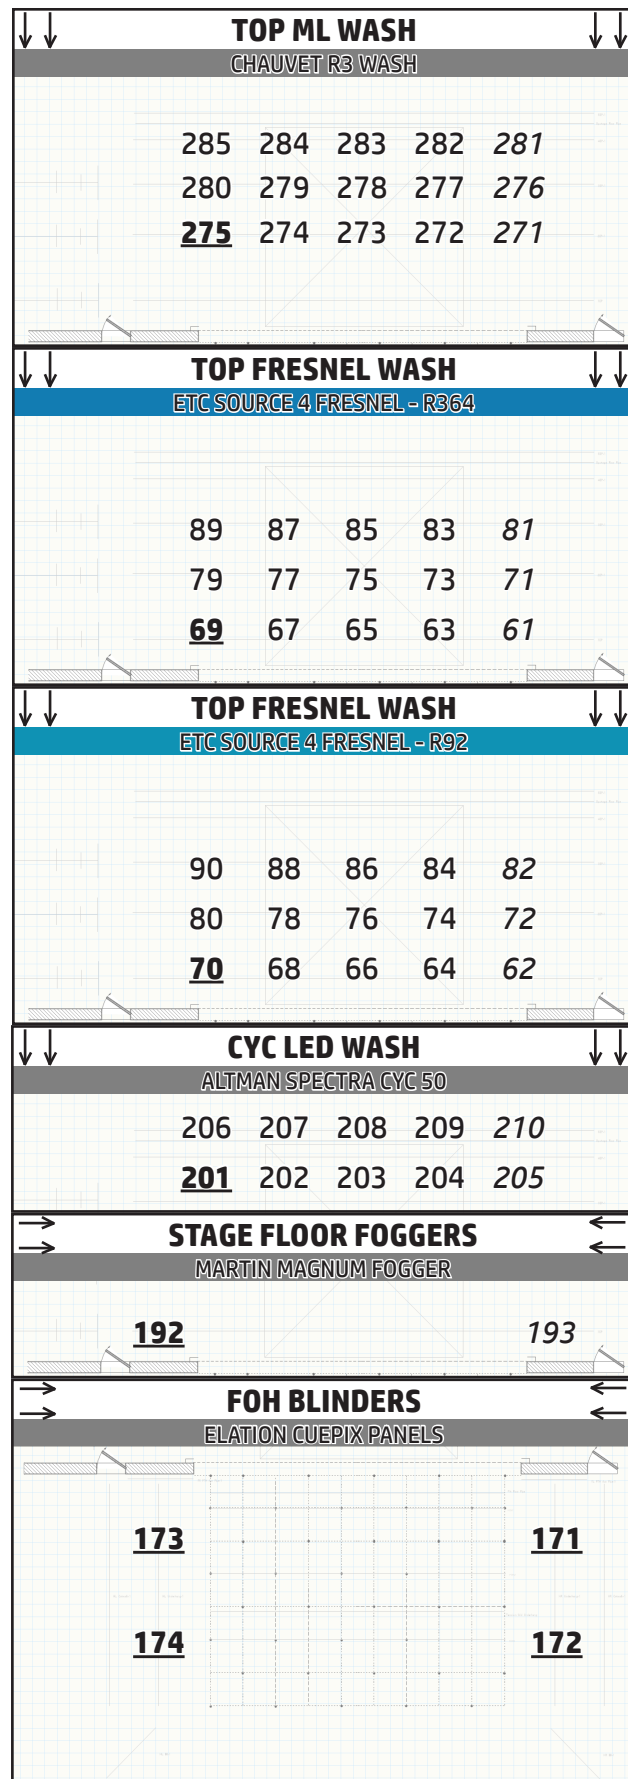 TOP ML WASH
CHAUVET R3 WASH
285 284 283 282 281
280 279 278 277 276
275 274 273 272 271
TOP FRESNEL WASH
ETC SOURCE 4 FRESNEL - R364
89 87 85 83 81
79 77 75 73 71
69 67 65 63 61
TOP FRESNEL WASH
ETC SOURCE 4 FRESNEL - R92
90 88 86 84 82
80 78 76 74 72
70 68 66 64 62
CYC LED WASH
ALTMAN SPECTRA CYC 50
206 207 208 209 210
201 202 203 204 205
STAGE FLOOR FOGGERS
MARTIN MAGNUM FOGGER
192 193
FOH BLINDERS
ELATION CUEPIX PANELS
173 171
174 172